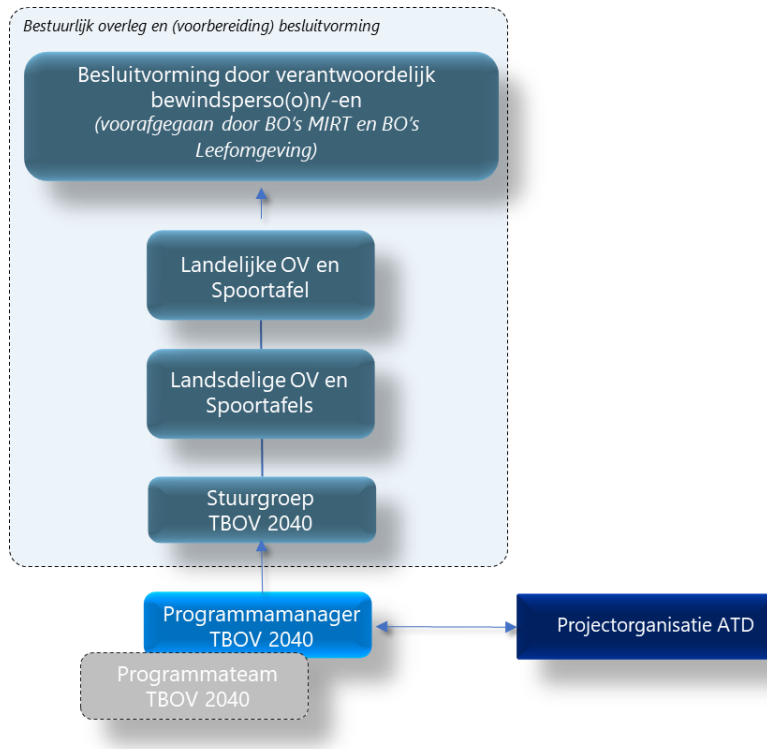 Bestuurlijk overleg en (voorbereiding) besluitvorming
Besluitvorming door verantwoordelijk
bewindsperso(o)n/-en
(voorafgegaan door BO's MIRT en BO's
Leefomgeving)
Landelijke OV en
Spoortafel
Landsdelige OV en
Spoortafels
Stuurgroep
TBOV 2040
Programmamanager
TBOV 2040
Projectorganisatie ATD
Programmateam
TBOV 2040